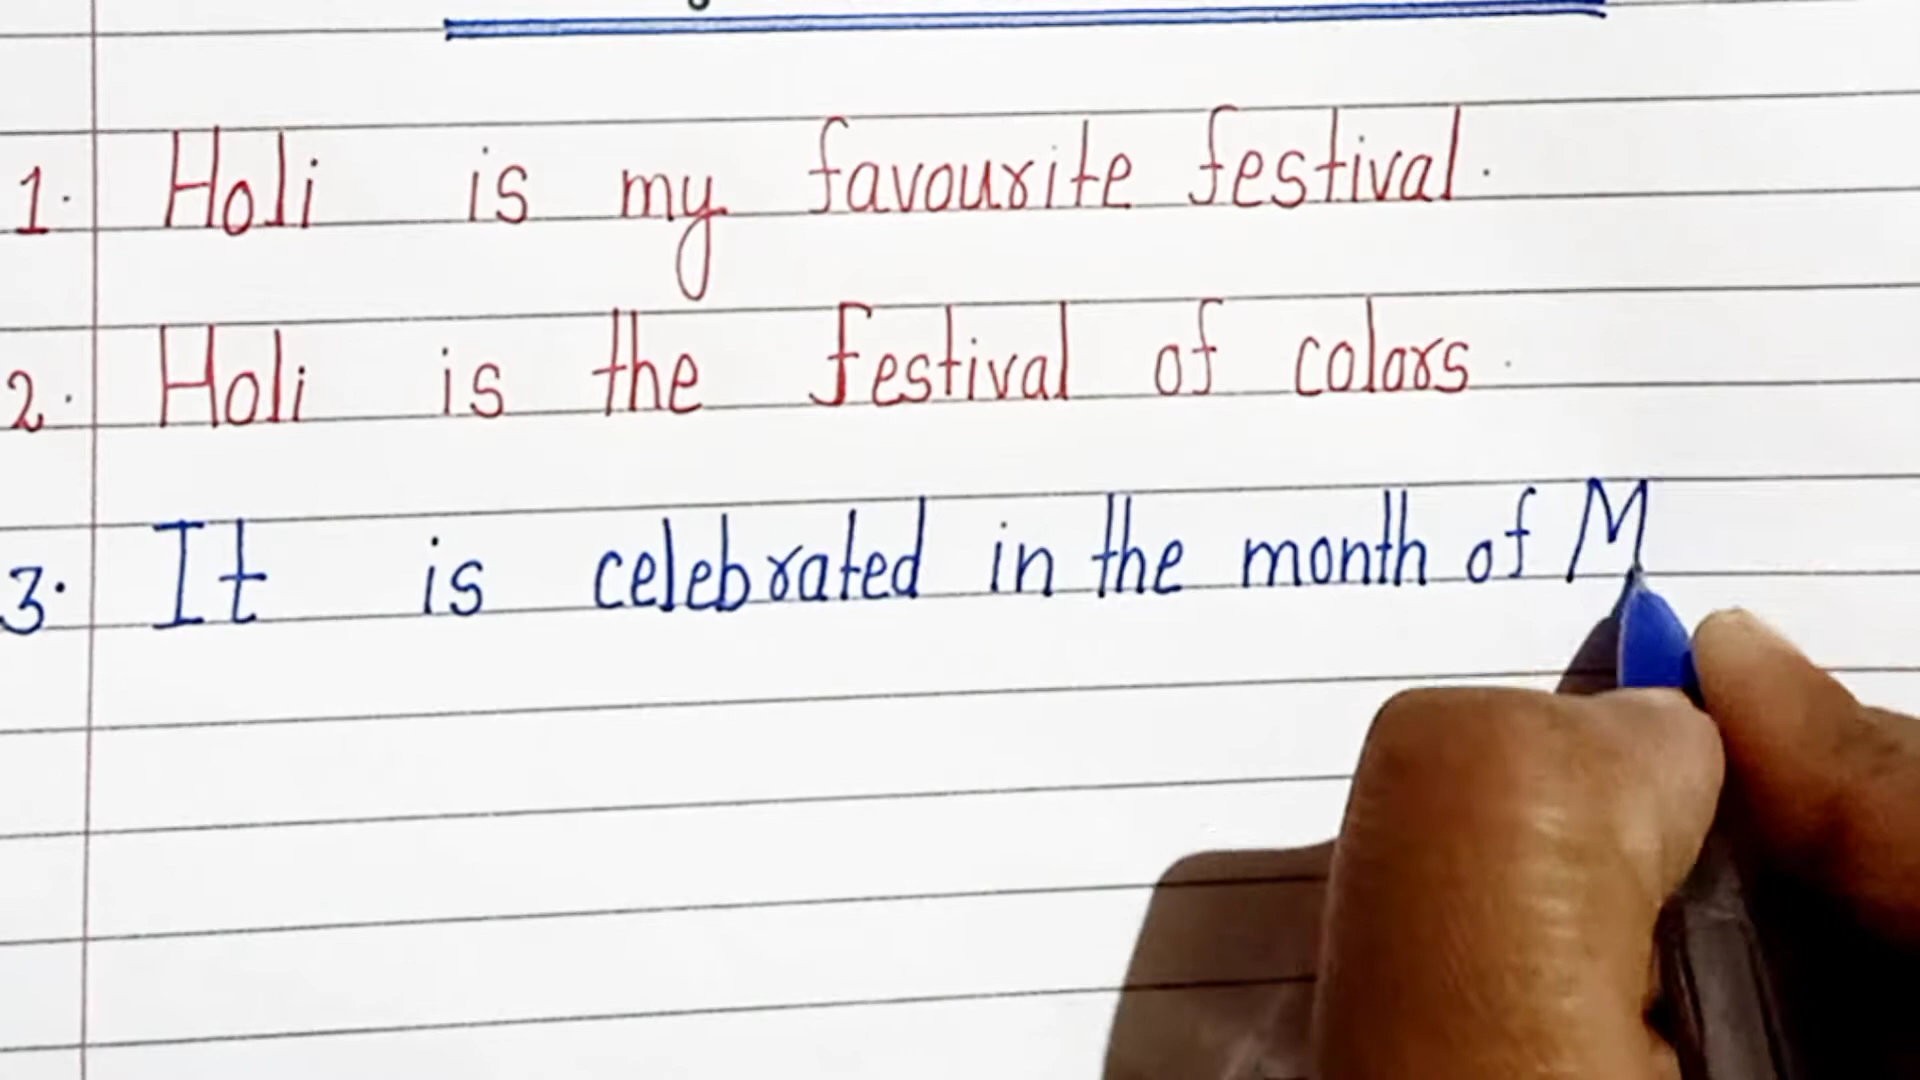 1. Holi is my favourite festival.
2. Holi is the festival of colors.
3. It is celebrated in the month of M